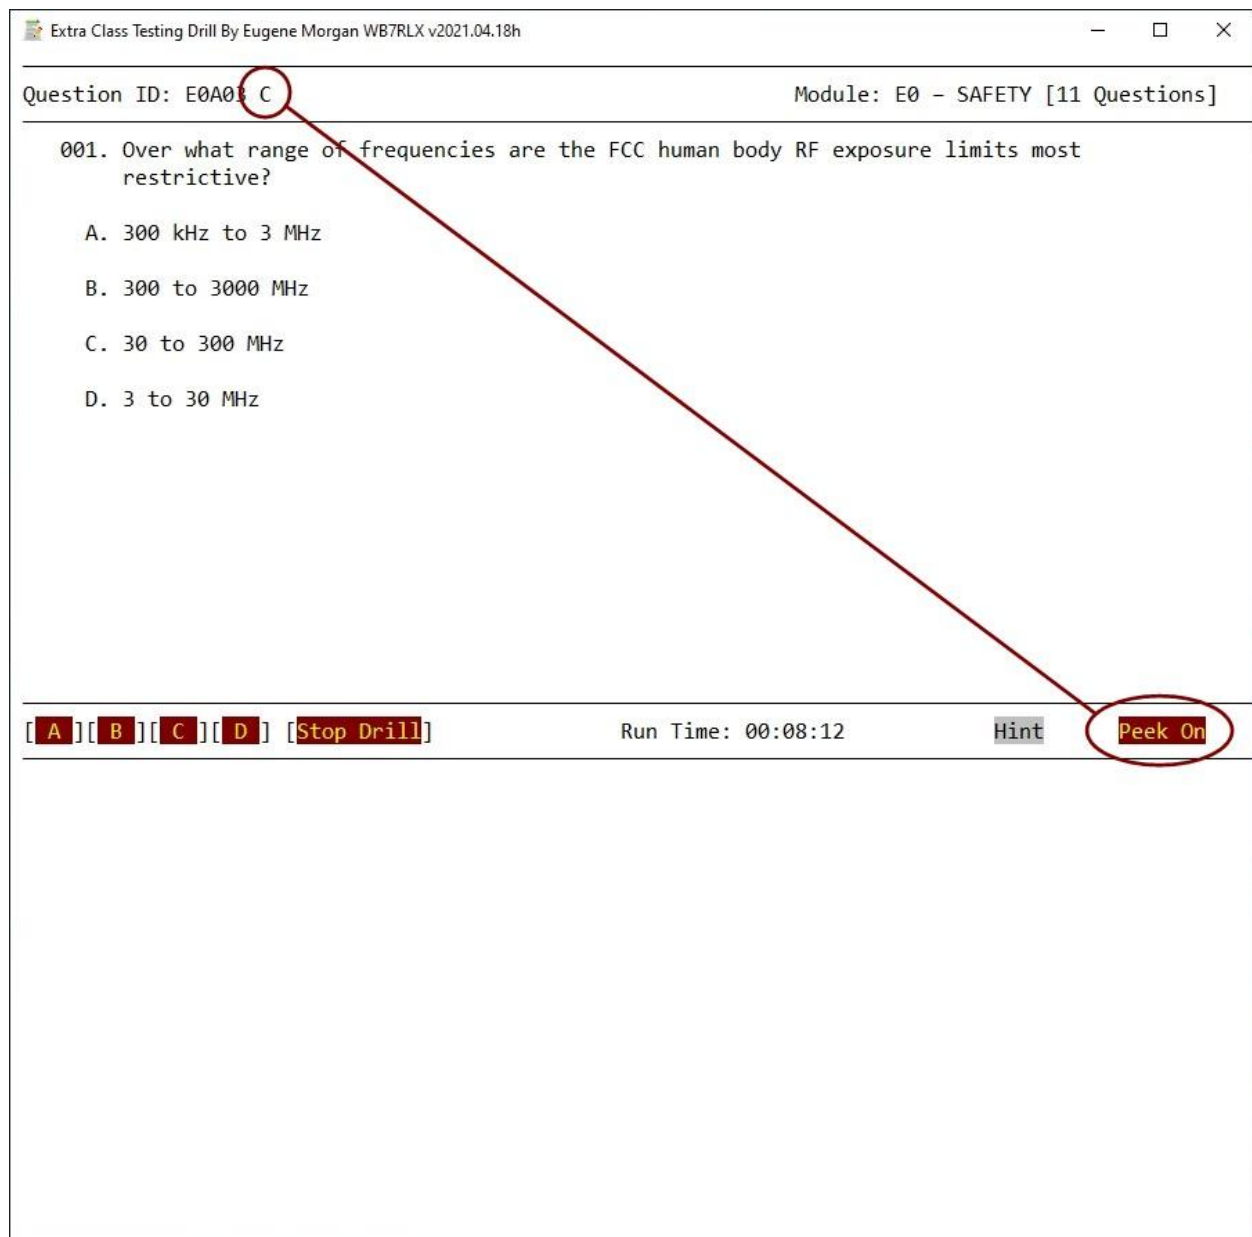 Extra Class Testing Drill By Eugene Morgan WB7RLX v2021.04.18h
Question ID: E0A03 C Module: E0 – SAFETY [11 Questions]
001. Over what range of frequencies are the FCC human body RF exposure limits most
restrictive?
A. 300 kHz to 3 MHz
B. 300 to 3000 MHz
C. 30 to 300 MHz
D. 3 to 30 MHz
[ A ][ B ][ C ][ D ] [Stop Drill] Run Time: 00:08:12 Hint Peek On